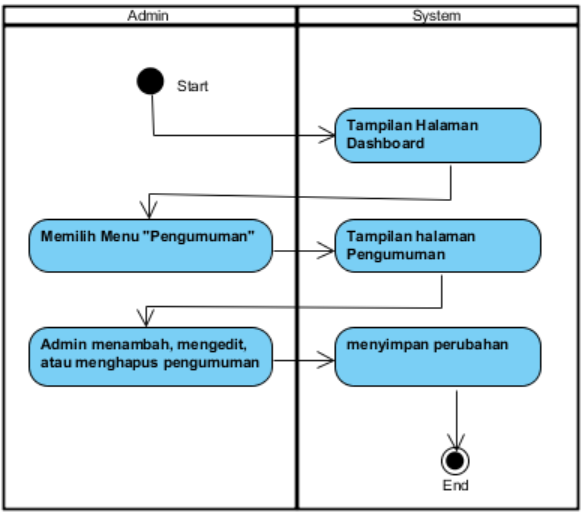 Admin
System
Start
Tampilan Halaman
Dashboard
Memilih Menu "Pengumuman"
Tampilan halaman
Pengumuman
Admin menambah, mengedit,
atau menghapus pengumuman
menyimpan perubahan
End